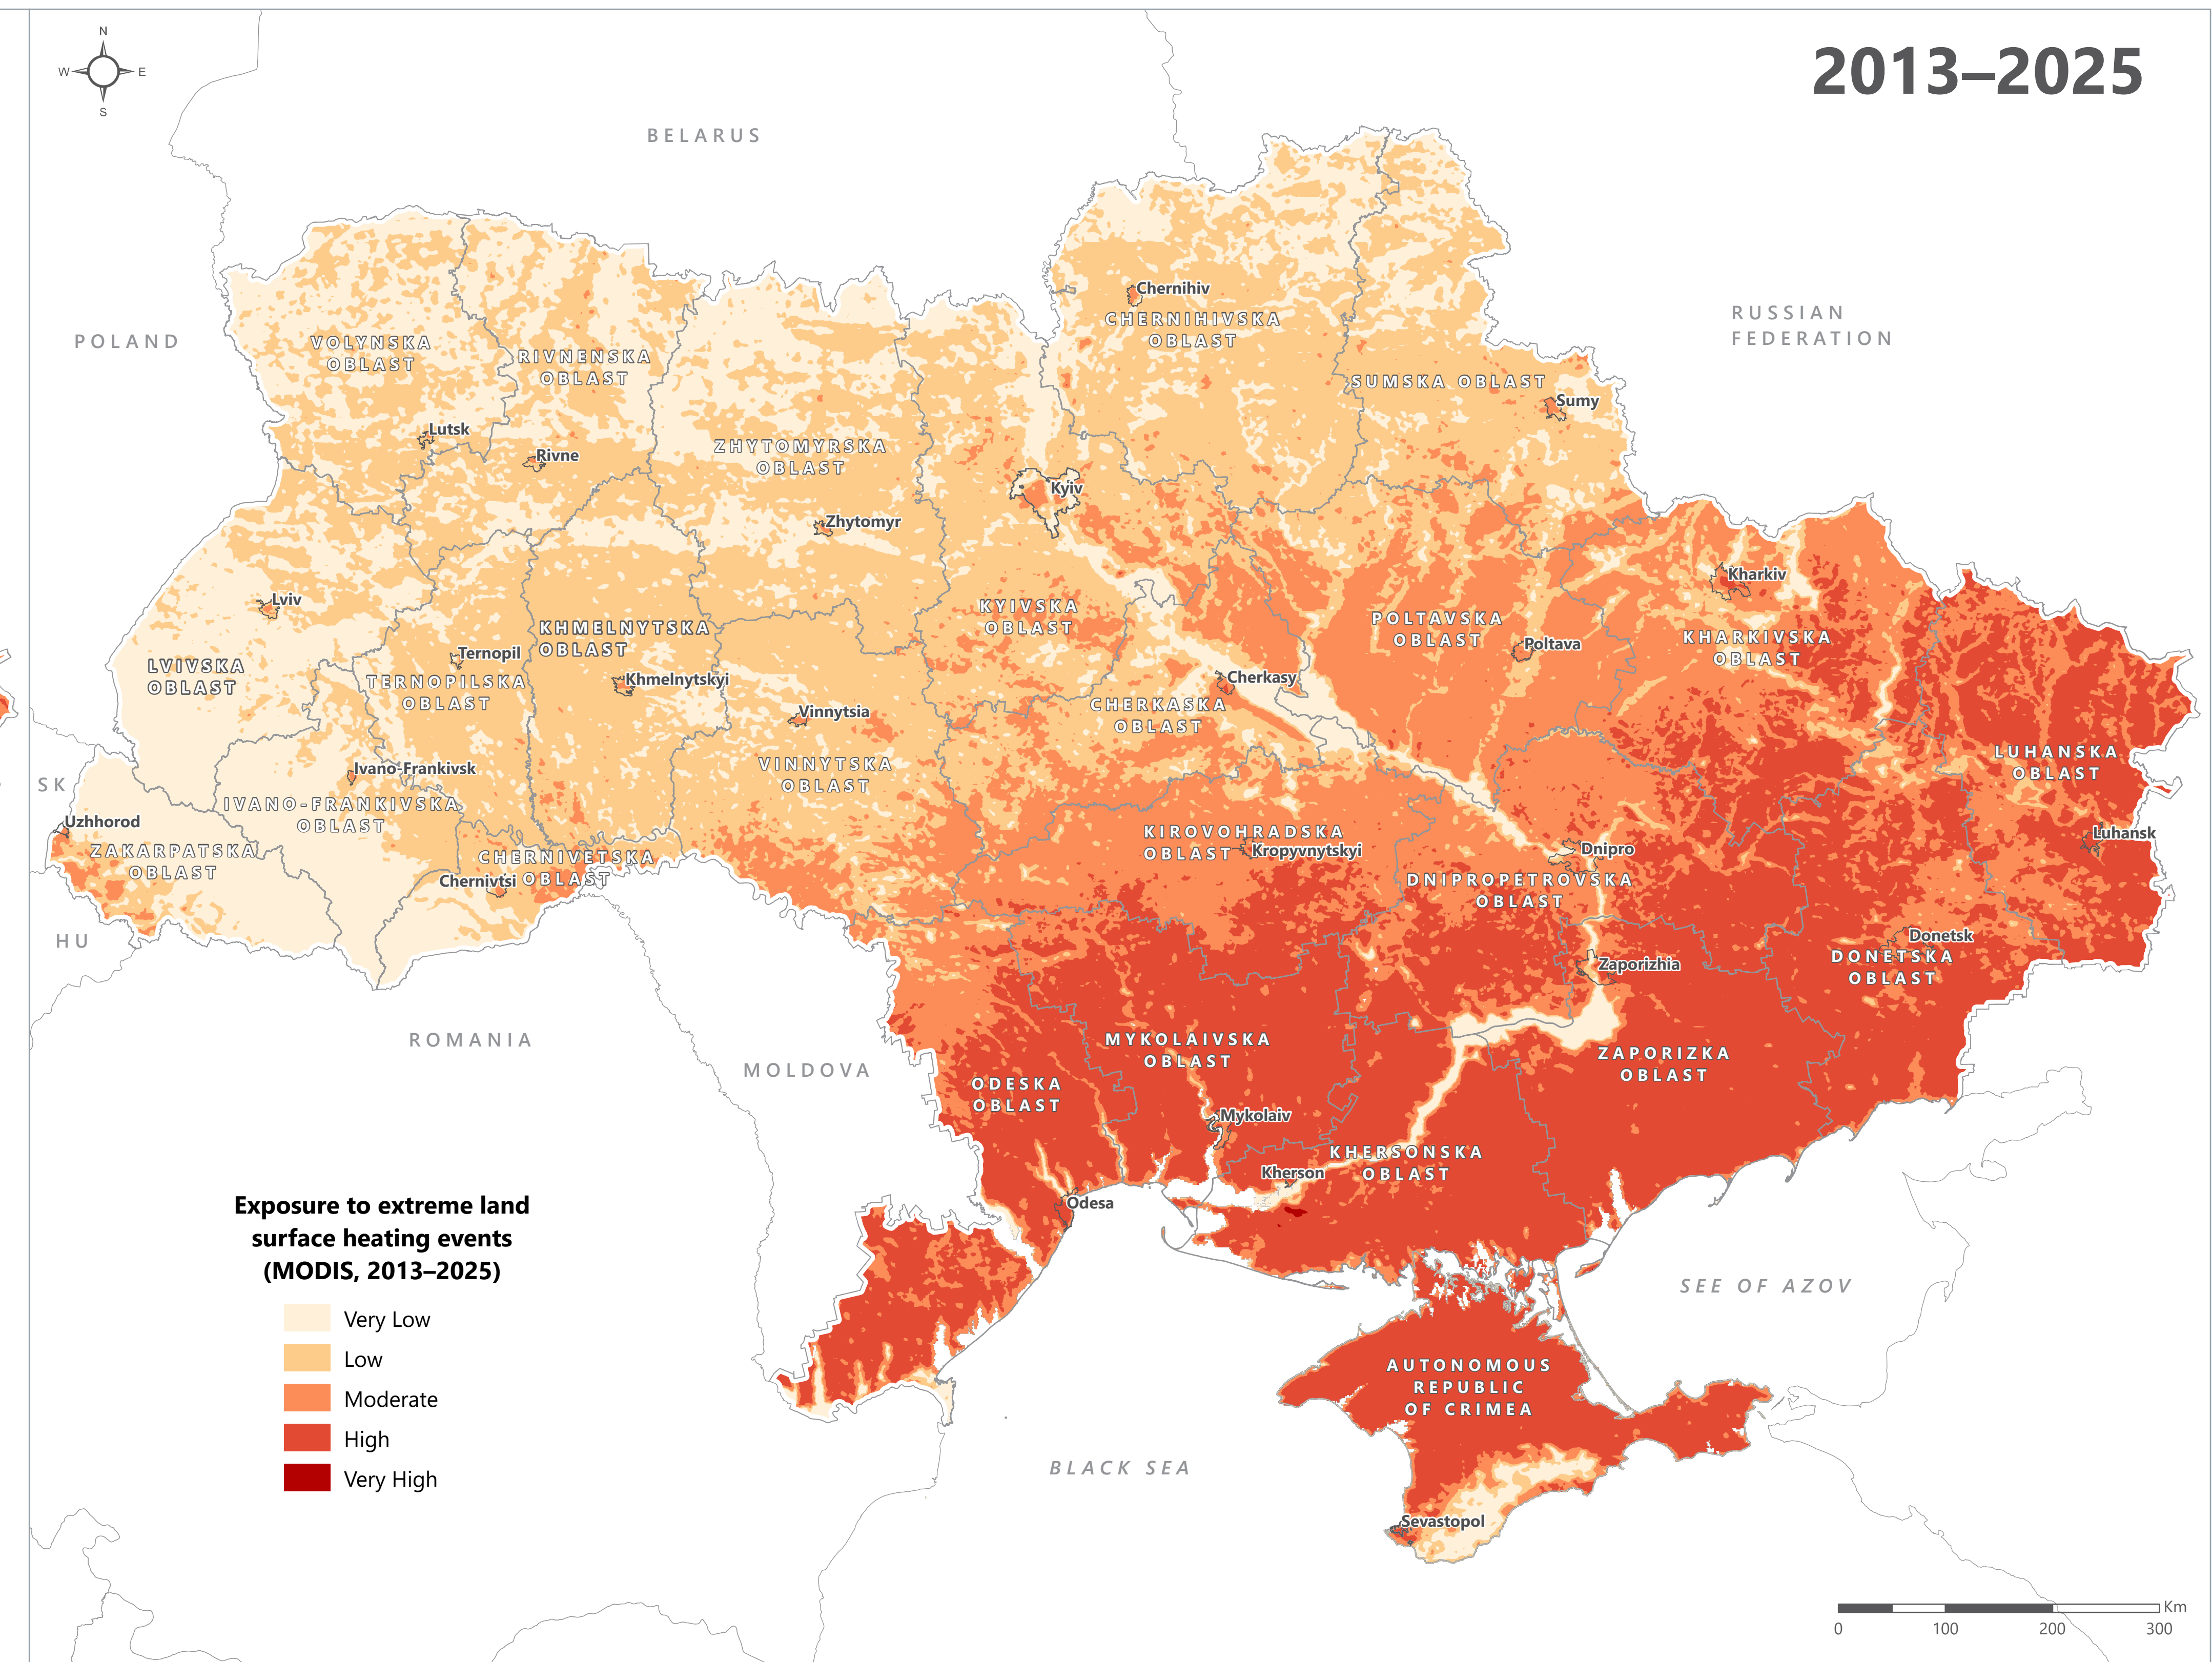 N
W
E
S
2013–2025
BELARUS
POLAND
RUSSIAN
FEDERATION
Chernihiv
CHERNIHIVSKA
OBLAST
VOLYNSKA
OBLAST
RIVNENSKA
OBLAST
SUMSKA OBLAST
Sumy
Lutsk
Rivne
ZHYTOMYRSKA
OBLAST
Kyiv
Zhytomyr
Kharkiv
Lviv
KYIVSKA
OBLAST
POLTAVSKA
OBLAST
Poltava
KHARKIVSKA
OBLAST
KHMELNYTSKA
OBLAST
Ternopil
LVIVSKA
OBLAST
TERNOPILSKA
OBLAST
Khmelnytskyi
Cherkasy
CHERKASKA
OBLAST
Vinnytsia
VINNYTSKA
OBLAST
LUHANSKA
OBLAST
Ivano-Frankivsk
SK
IVANO-FRANKIVSKA
OBLAST
Uzhhorod
ZAKARPATSKA
OBLAST
KIROVOHRADSKA
OBLAST
Kropyvnytskyi
Luhansk
Dnipro
CHERNIVETSKA
OBLAST
Chernivtsi
DNIPROPETROVSKA
OBLAST
HU
Donetsk
DONETSKA
OBLAST
Zaporizhia
ROMANIA
MOLDOVA
MYKOLAIVSKA
OBLAST
ZAPORIZKA
OBLAST
ODESKA
OBLAST
Mykolaiv
KHERSONSKA
OBLAST
Kherson
Odesa
Exposure to extreme land
surface heating events
(MODIS, 2013–2025)
Very Low
Low
Moderate
High
Very High
SEE OF AZOV
AUTONOMOUS
REPUBLIC
OF CRIMEA
BLACK SEA
Sevastopol
Km
0
100
200
300